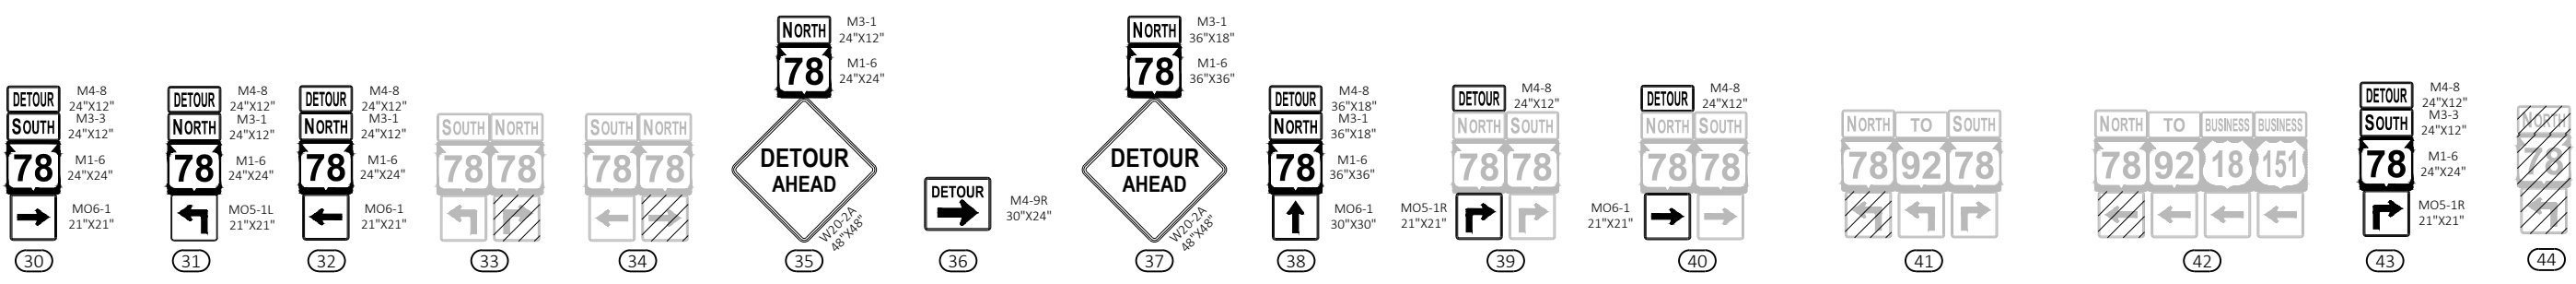 DETOUR
M4-8
24"X12"
SOUTH
M3-3
24"X12"
78
M1-6
24"X24"
MO6-1
21"X21"
30
DETOUR
M4-8
24"X12"
NORTH
M3-1
24"X12"
78
M1-6
24"X24"
MO5-1L
21"X21"
31
DETOUR
M4-8
24"X12"
NORTH
M3-1
24"X12"
78
M1-6
24"X24"
MO6-1
21"X21"
32
SOUTH NORTH
78 78
33
SOUTH NORTH
78 78
34
NORTH
M3-1
24"X12"
78
M1-6
24"X24"
DETOUR
AHEAD
W20-2A
48"X48"
35
DETOUR
M4-9R
30"X24"
36
NORTH
M3-1
36"X18"
78
M1-6
36"X36"
DETOUR
AHEAD
W20-2A
48"X48"
37
DETOUR
M4-8
36"X18"
NORTH
M3-1
36"X18"
78
M1-6
36"X36"
MO6-1
30"X30"
38
DETOUR
M4-8
24"X12"
NORTH SOUTH
78 78
MO5-1R
21"X21"
39
DETOUR
M4-8
24"X12"
NORTH SOUTH
78 78
MO6-1
21"X21"
40
NORTH TO SOUTH
78 92 78
41
NORTH TO BUSINESS BUSINESS
78 92 18 151
42
DETOUR
M4-8
24"X12"
SOUTH
M3-3
24"X12"
78
M1-6
24"X24"
MO5-1R
21"X21"
43
NORTH
78
44